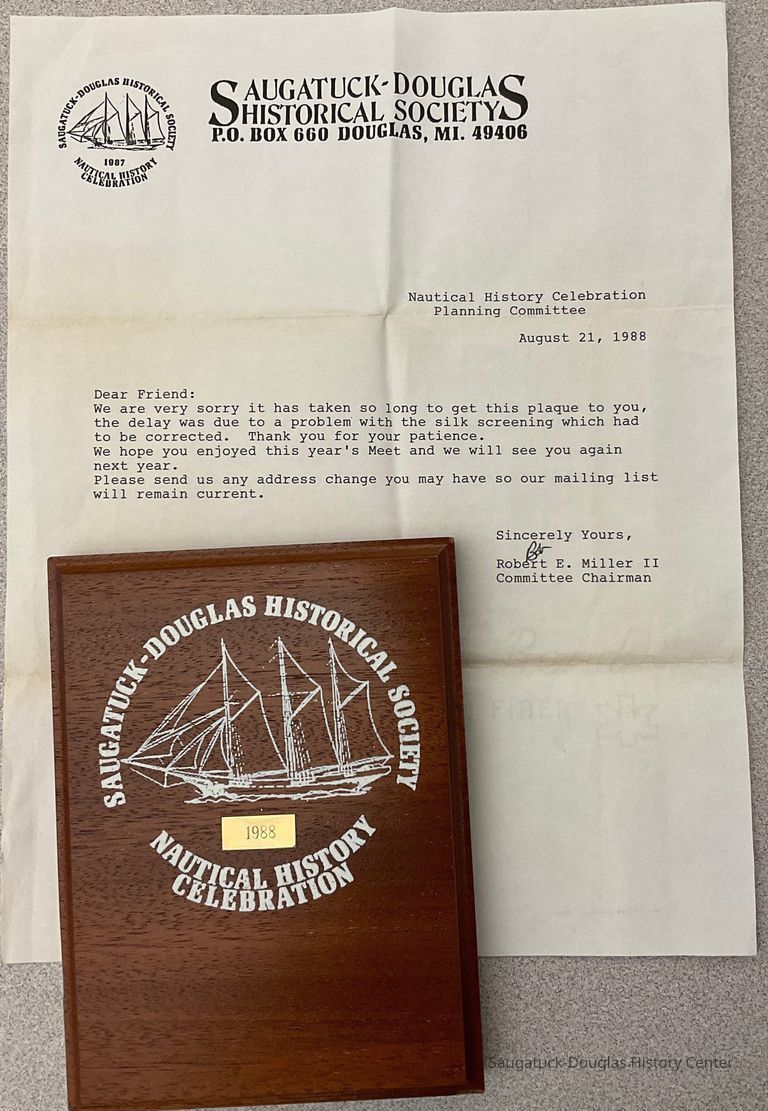 SAUGATUCK-DOUGLAS HISTORICAL SOCIETY
1987
NAUTICAL HISTORY
CELEBRATION
SAUGATUCK-DOUGLAS
HISTORICAL SOCIETY
P.O. BOX 660 DOUGLAS, MI. 49406
Nautical History Celebration
Planning Committee
August 21, 1988
Dear Friend:
We are very sorry it has taken so long to get this plaque to you,
the delay was due to a problem with the silk screening which had
to be corrected. Thank you for your patience.
We hope you enjoyed this year's Meet and we will see you again
next year.
Please send us any address change you may have so our mailing list
will remain current.
Sincerely Yours,
Robert E. Miller II
Committee Chairman
SAUGATUCK-DOUGLAS HISTORICAL SOCIETY
1988
NAUTICAL HISTORY
CELEBRATION
Saugatuck-Douglas History Center